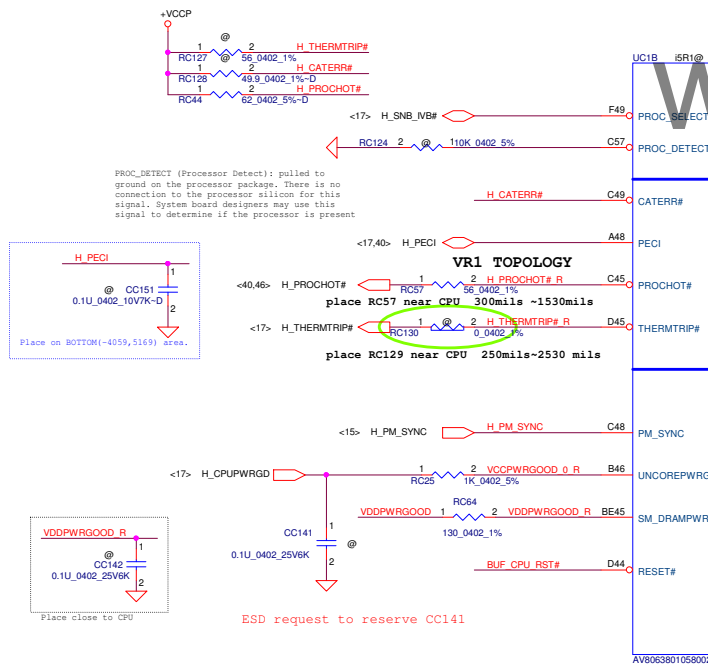 +VCCP
@
1 2 H_THERMTRIP#
RC127 56_0402_1%
@
1 2 H_CATERR#
RC128 49.9_0402_1%~D
1 2 H_PROCHOT#
RC44 62_0402_5%~D
UC1B i5R1@
W
<17> H_SNB_IVB# F49 PROC_SELECT
RC124 2 @ 1 10K_0402_5% C57 PROC_DETECT
PROC_DETECT (Processor Detect): pulled to
ground on the processor package. There is no
connection to the processor silicon for this
signal. System board designers may use this
signal to determine if the processor is present
H_CATERR# C49 CATERR#
<17,40> H_PECI A48 PECI
H_PECI
1
@ CC151
0.1U_0402_10V7K~D
2
Place on BOTTOM(-4059,5169) area.
VR1 TOPOLOGY
<40,46> H_PROCHOT# 1 2 H_PROCHOT#_R C45 PROCHOT#
RC57 56_0402_1%
place RC57 near CPU 300mils ~1530mils
<17> H_THERMTRIP# 1 @ 2 H_THERMTRIP#_R D45 THERMTRIP#
RC130 0_0402_1%
place RC129 near CPU 250mils~2530 mils
<15> H_PM_SYNC H_PM_SYNC C48 PM_SYNC
<17> H_CPUPWRGD 1 2 VCCPWRGOOD_0_R B46 UNCOREPWRG
RC25 1K_0402_5%
RC64
VDDPWRGOOD 1 2 VDDPWRGOOD_R BE45 SM_DRAMPWR
130_0402_1%
1
CC141
@
0.1U_0402_25V6K
2
BUF_CPU_RST# D44 RESET#
VDDPWRGOOD_R
1
@
CC142
0.1U_0402_25V6K
2
Place close to CPU
ESD request to reserve CC141
AV8063801058002